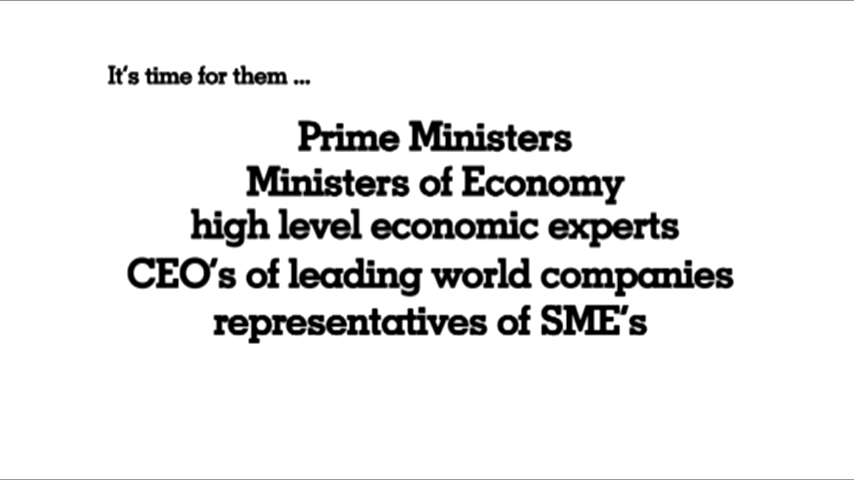 It's time for them ...
Prime Ministers
Ministers of Economy
high level economic experts
CEO's of leading world companies
representatives of SME's